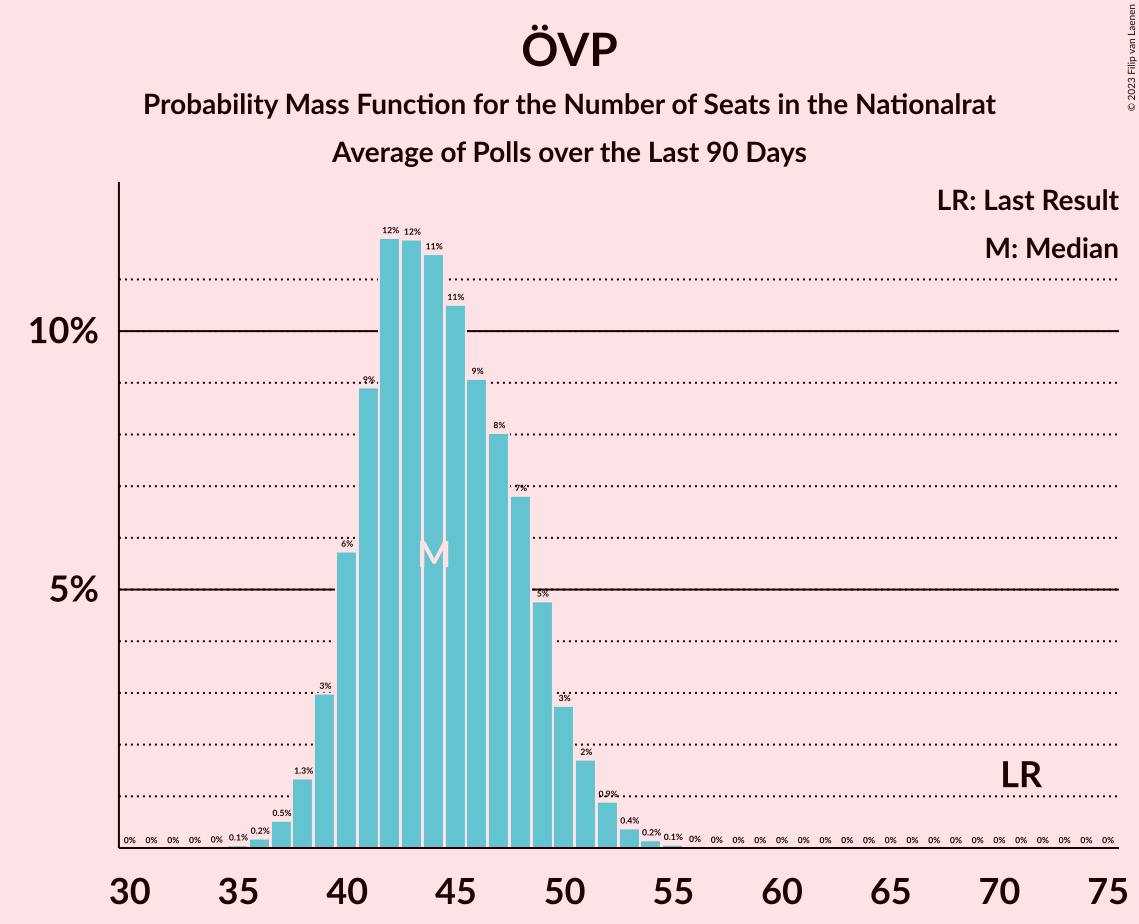 ÖVP
Probability Mass Function for the Number of Seats in the Nationalrat
Average of Polls over the Last 90 Days
© 2023 Filip van Laenen
LR: Last Result
M: Median
10%
5%
0% 0% 0% 0% 0% 0.1% 0.2% 0.5% 1.3% 3% 6% 9% 12% 12% 11% 11% 9% 8% 7% 5% 3% 2% 0.9% 0.4% 0.2% 0.1% 0% 0% 0% 0% 0% 0% 0% 0% 0% 0% 0% 0% 0% 0% 0% 0% 0% 0% 0% 0%
M
LR
30 35 40 45 50 55 60 65 70 75